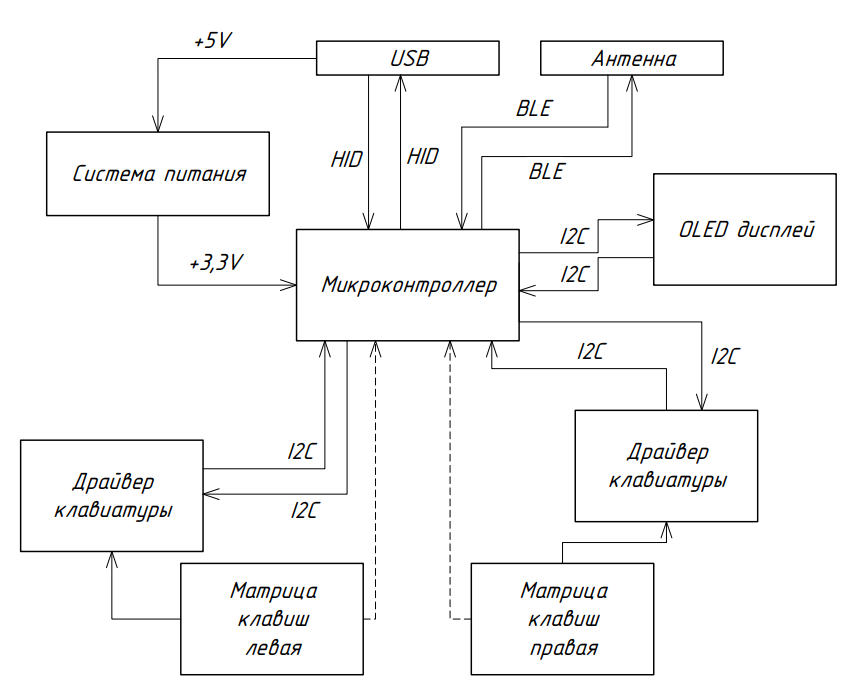 +5V
USB
Антенна
BLE
HID
HID
BLE
Система питания
OLED дисплей
I2C
+3,3V
I2C
Микроконтроллер
I2C
I2C
I2C
Драйвер
клавиатуры
I2C
Драйвер
клавиатуры
Матрица
клавиш
левая
Матрица
клавиш
правая